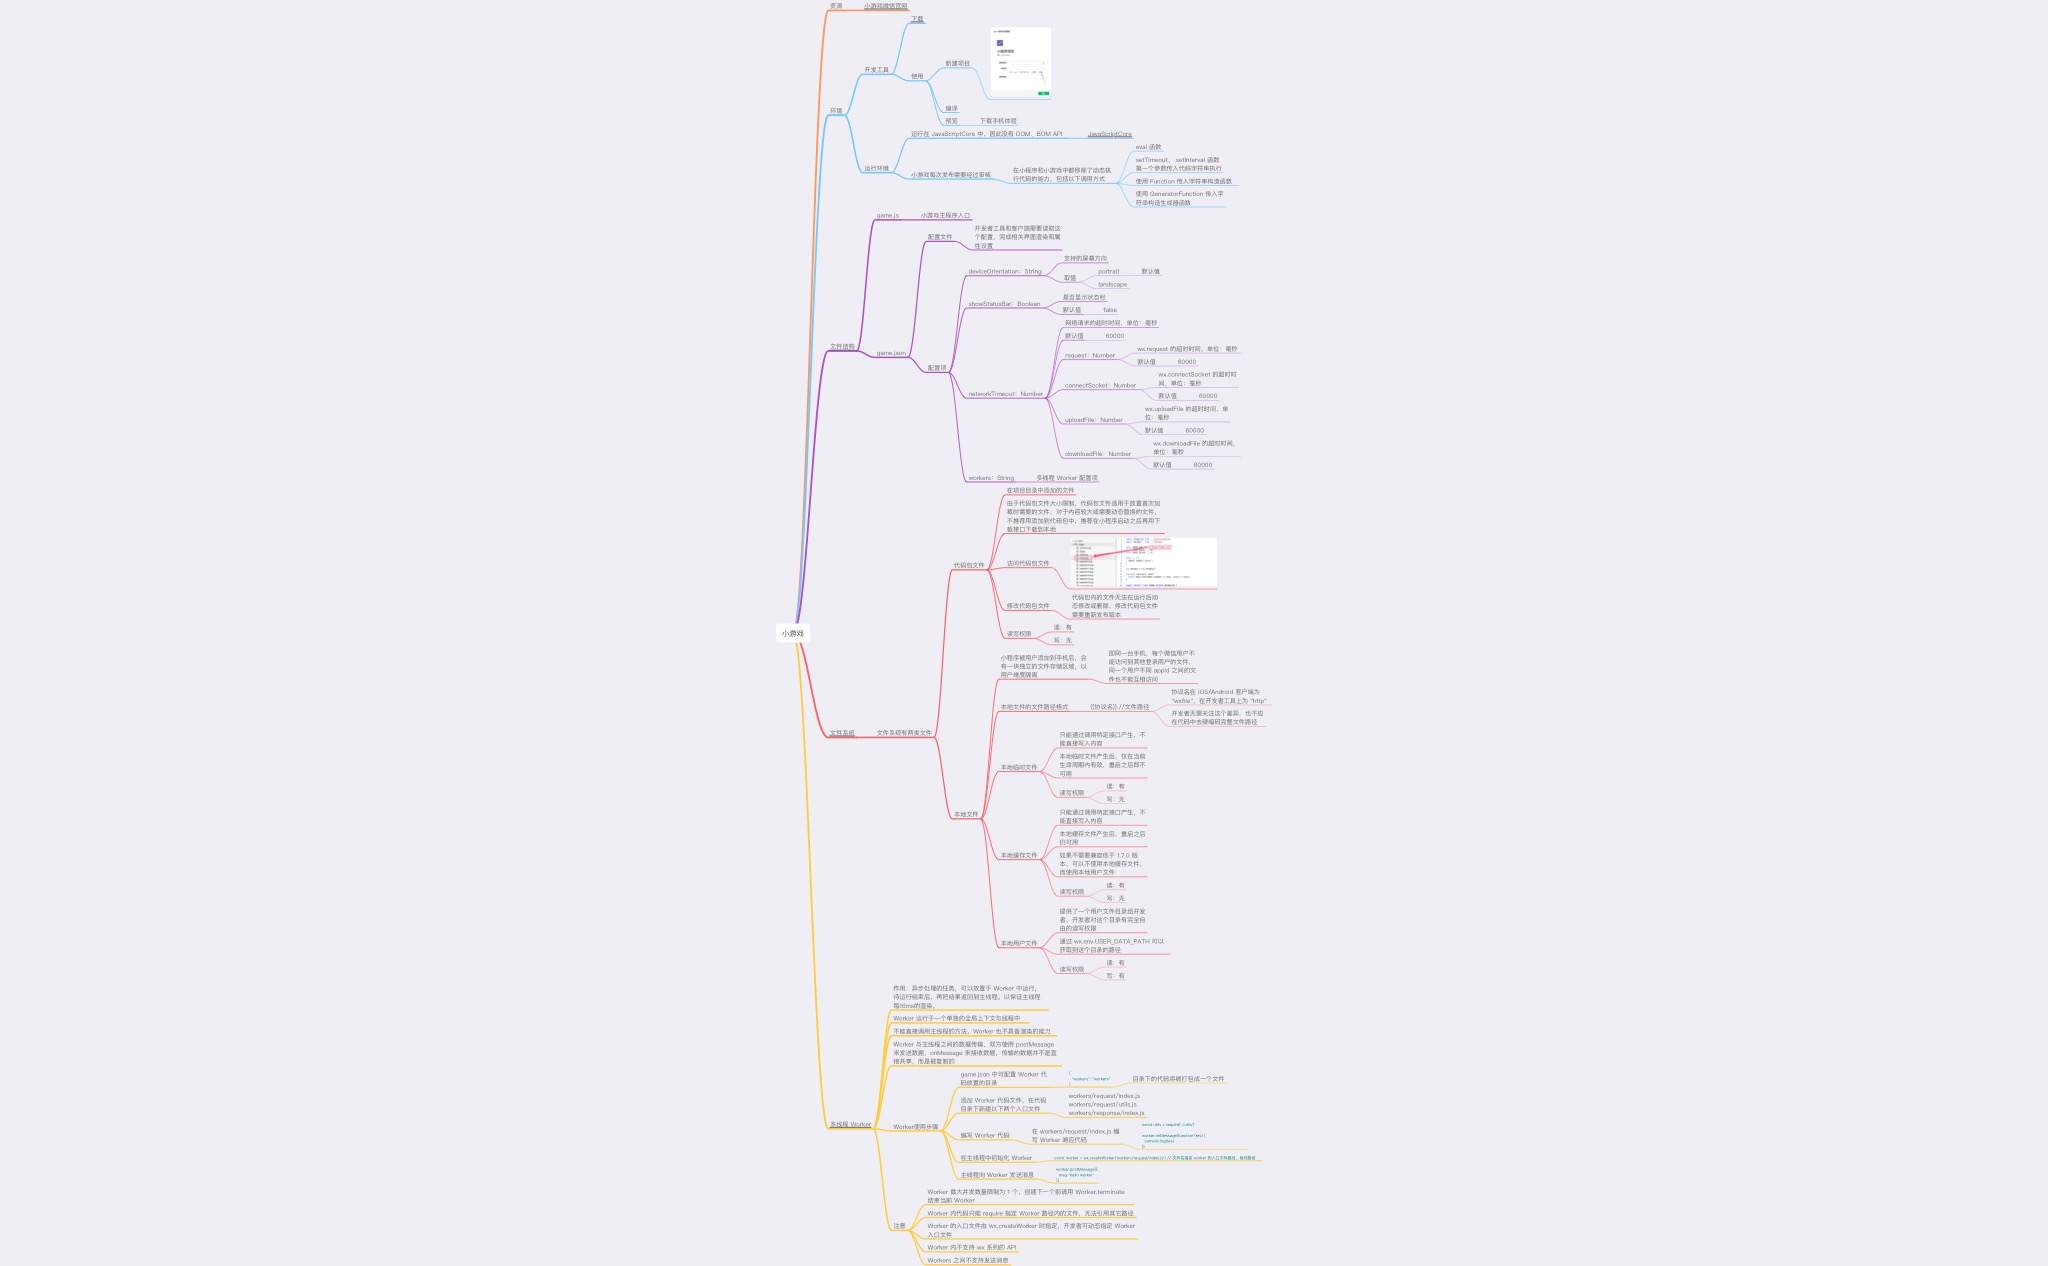 资源
小游戏微信官网
下载
开发工具
使用
新建项目
编译
预览
下载手机体验
环境
运行在 JavaScriptCore 中，因此没有 DOM、BOM API
JavaScriptCore
运行环境
小游戏每次发布需要经过审核
在小程序和小游戏中都移除了动态执
行代码的能力，包括以下调用方式
eval 函数
setTimeout、 setInterval 函数
第一个参数传入代码字符串执行
使用 Function 传入字符串构造函数
使用 GeneratorFunction 传入字
符串构造生成器函数
game.js
小游戏主程序入口
配置文件
开发者工具和客户端需要读取这
个配置，完成相关界面渲染和属
性设置
deviceOrientation：String
支持的屏幕方向
取值
portrait
默认值
landscape
showStatusBar：Boolean
是否显示状态栏
默认值
false
文件结构
game.json
配置项
网络请求的超时时间，单位：毫秒
默认值
60000
request：Number
wx.request 的超时时间，单位：毫秒
默认值
60000
connectSocket：Number
wx.connectSocket 的超时时
间，单位：毫秒
默认值
60000
networkTimeout：Number
uploadFile：Number
wx.uploadFile 的超时时间，单
位：毫秒
默认值
60000
downloadFile：Number
wx.downloadFile 的超时时间，
单位：毫秒
默认值
60000
workers：String
多线程 Worker 配置项
小游戏
在项目目录中添加的文件
由于代码包文件大小限制，代码包文件适用于放置首次加
载时需要的文件，对于内容较大或需要动态替换的文件，
不推荐用添加到代码包中，推荐在小程序启动之后再用下
载接口下载到本地
代码包文件
访问代码包文件
修改代码包文件
代码包内的文件无法在运行后动
态修改或删除，修改代码包文件
需要重新发布版本
读写权限
读：有
写：无
小程序被用户添加到手机后，会
有一块独立的文件存储区域，以
用户维度隔离
即同一台手机，每个微信用户不
能访问到其他登录用户的文件，
同一个用户不同 appId 之间的文
件也不能互相访问
本地文件的文件路径格式
{{协议名}}://文件路径
协议名在 iOS/Android 客户端为
"wxfile"，在开发者工具上为 "http"
开发者无需关注这个差异，也不应
在代码中去硬编码完整文件路径
文件系统
文件系统有两类文件
本地临时文件
只能通过调用特定接口产生，不
能直接写入内容
本地临时文件产生后，仅在当前
生命周期内有效，重启之后即不
可用
读写权限
读：有
写：无
本地文件
本地缓存文件
只能通过调用特定接口产生，不
能直接写入内容
本地缓存文件产生后，重启之后
仍可用
如果不需要兼容低于 1.7.0 版
本，可以不使用本地缓存文件，
而使用本地用户文件
读写权限
读：有
写：无
本地用户文件
提供了一个用户文件目录给开发
者，开发者对这个目录有完全自
由的读写权限
通过 wx.env.USER_DATA_PATH 可以
获取到这个目录的路径
读写权限
读：有
写：有
作用：异步处理的任务，可以放置于 Worker 中运行，
待运行结束后，再把结果返回到主线程。以保证主线程
每16ms的渲染。
Worker 运行于一个单独的全局上下文与线程中
不能直接调用主线程的方法，Worker 也不具备渲染的能力
Worker 与主线程之间的数据传输，双方使用 postMessage
来发送数据，onMessage 来接收数据，传输的数据并不是直
接共享，而是被复制的
多线程 Worker
Worker使用步骤
game.json 中可配置 Worker 代
码放置的目录
{
"workers": "workers"
}
目录下的代码将被打包成一个文件
添加 Worker 代码文件，在代码
目录下新建以下两个入口文件
workers/request/index.js
workers/request/utils.js
workers/response/index.js
编写 Worker 代码
在 workers/request/index.js 编
写 Worker 响应代码
const utils = require('./utils')
worker.onMessage(function (res) {
console.log(res)
})
在主线程中初始化 Worker
const worker = wx.createWorker('workers/request/index.js') // 文件名指定 worker 的入口文件路径，绝对路径
主线程向 Worker 发送消息
worker.postMessage({
msg: 'hello worker'
})
注意
Worker 最大并发数量限制为 1 个，创建下一个前请用 Worker.terminate
结束当前 Worker
Worker 内代码只能 require 指定 Worker 路径内的文件，无法引用其它路径
Worker 的入口文件由 wx.createWorker 时指定，开发者可动态指定 Worker
入口文件
Worker 内不支持 wx 系列的 API
Workers 之间不支持发送消息